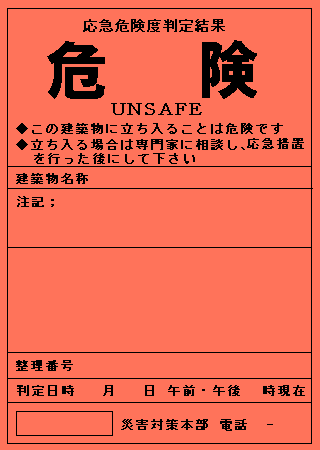 応急危険度判定結果
危 険
UNSAFE
◆この建築物に立ち入ることは危険です
◆立ち入る場合は専門家に相談し、応急措置
を行った後にして下さい
建築物名称
注記；
整理番号
判定日時 月 日 午前・午後 時現在
災害対策本部 電話 －